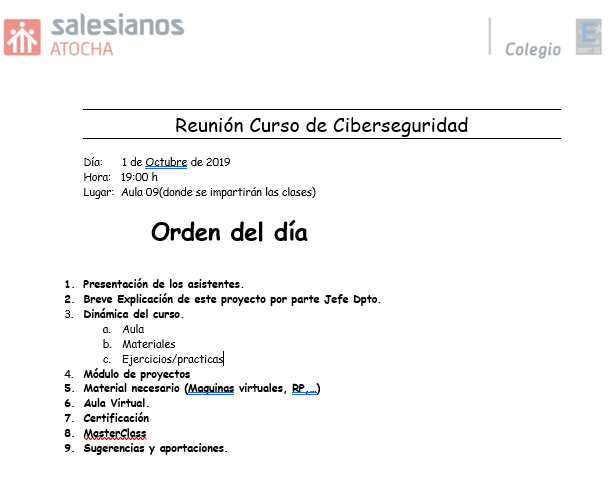 salesianos
ATOCHA
Colegio
E
Reunión Curso de Ciberseguridad
Día: 1 de Octubre de 2019
Hora: 19:00 h
Lugar: Aula 09(donde se impartirán las clases)
Orden del día
1. Presentación de los asistentes.
2. Breve Explicación de este proyecto por parte Jefe Dpto.
3. Dinámica del curso.
a. Aula
b. Materiales
c. Ejercicios/practicas
4. Módulo de proyectos
5. Material necesario (Maquinas virtuales, RP,…)
6. Aula Virtual.
7. Certificación
8. MasterClass
9. Sugerencias y aportaciones.